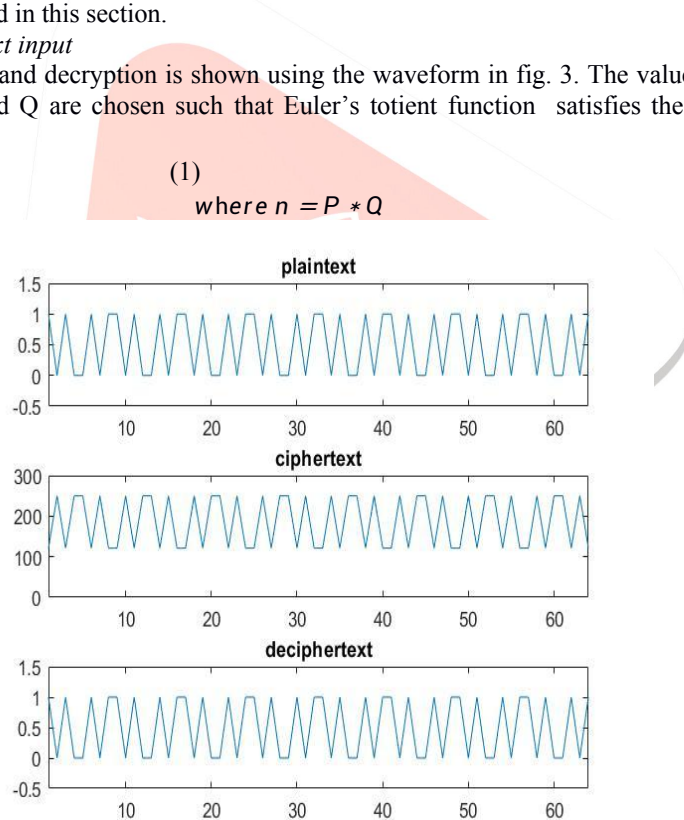 d in this section.
ct input
and decryption is shown using the waveform in fig. 3. The value
d Q are chosen such that Euler's totient function satisfies the
(1)
where n = P * Q
plaintext
1.5
1
0.5
0
-0.5
10 20 30 40 50 60
ciphertext
300
200
100
0
10 20 30 40 50 60
deciphertext
1.5
1
0.5
0
-0.5
10 20 30 40 50 60